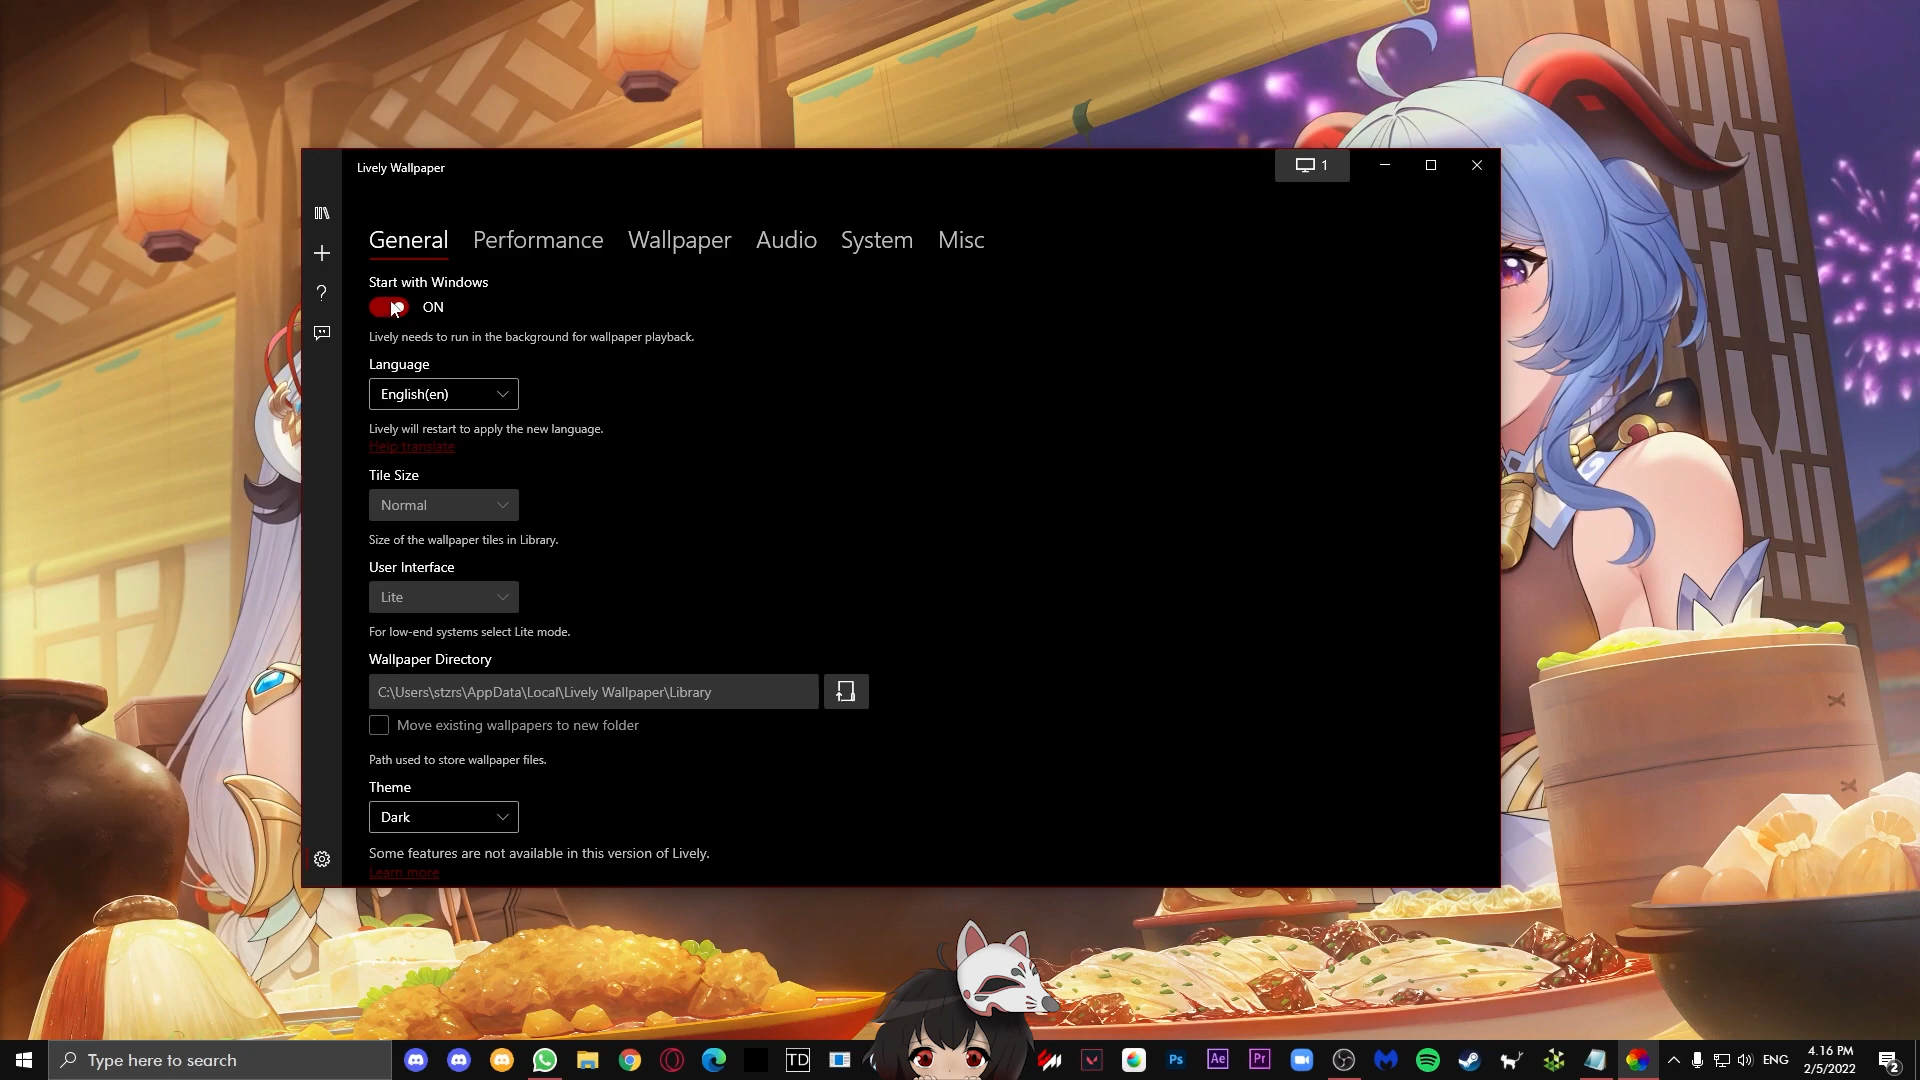 Lively Wallpaper
1
General Performance Wallpaper Audio System Misc
Start with Windows
ON
Lively needs to run in the background for wallpaper playback.
Language
English(en)
Lively will restart to apply the new language.
Help translate
Tile Size
Normal
Size of the wallpaper tiles in Library.
User Interface
Lite
For low-end systems select Lite mode.
Wallpaper Directory
C:\Users\stzrs\AppData\Local\Lively Wallpaper\Library
Move existing wallpapers to new folder
Path used to store wallpaper files.
Theme
Dark
Some features are not available in this version of Lively.
Learn more
Type here to search
TD
Ps
Ae
Pr
ENG
4.16 PM
2/5/2022
2